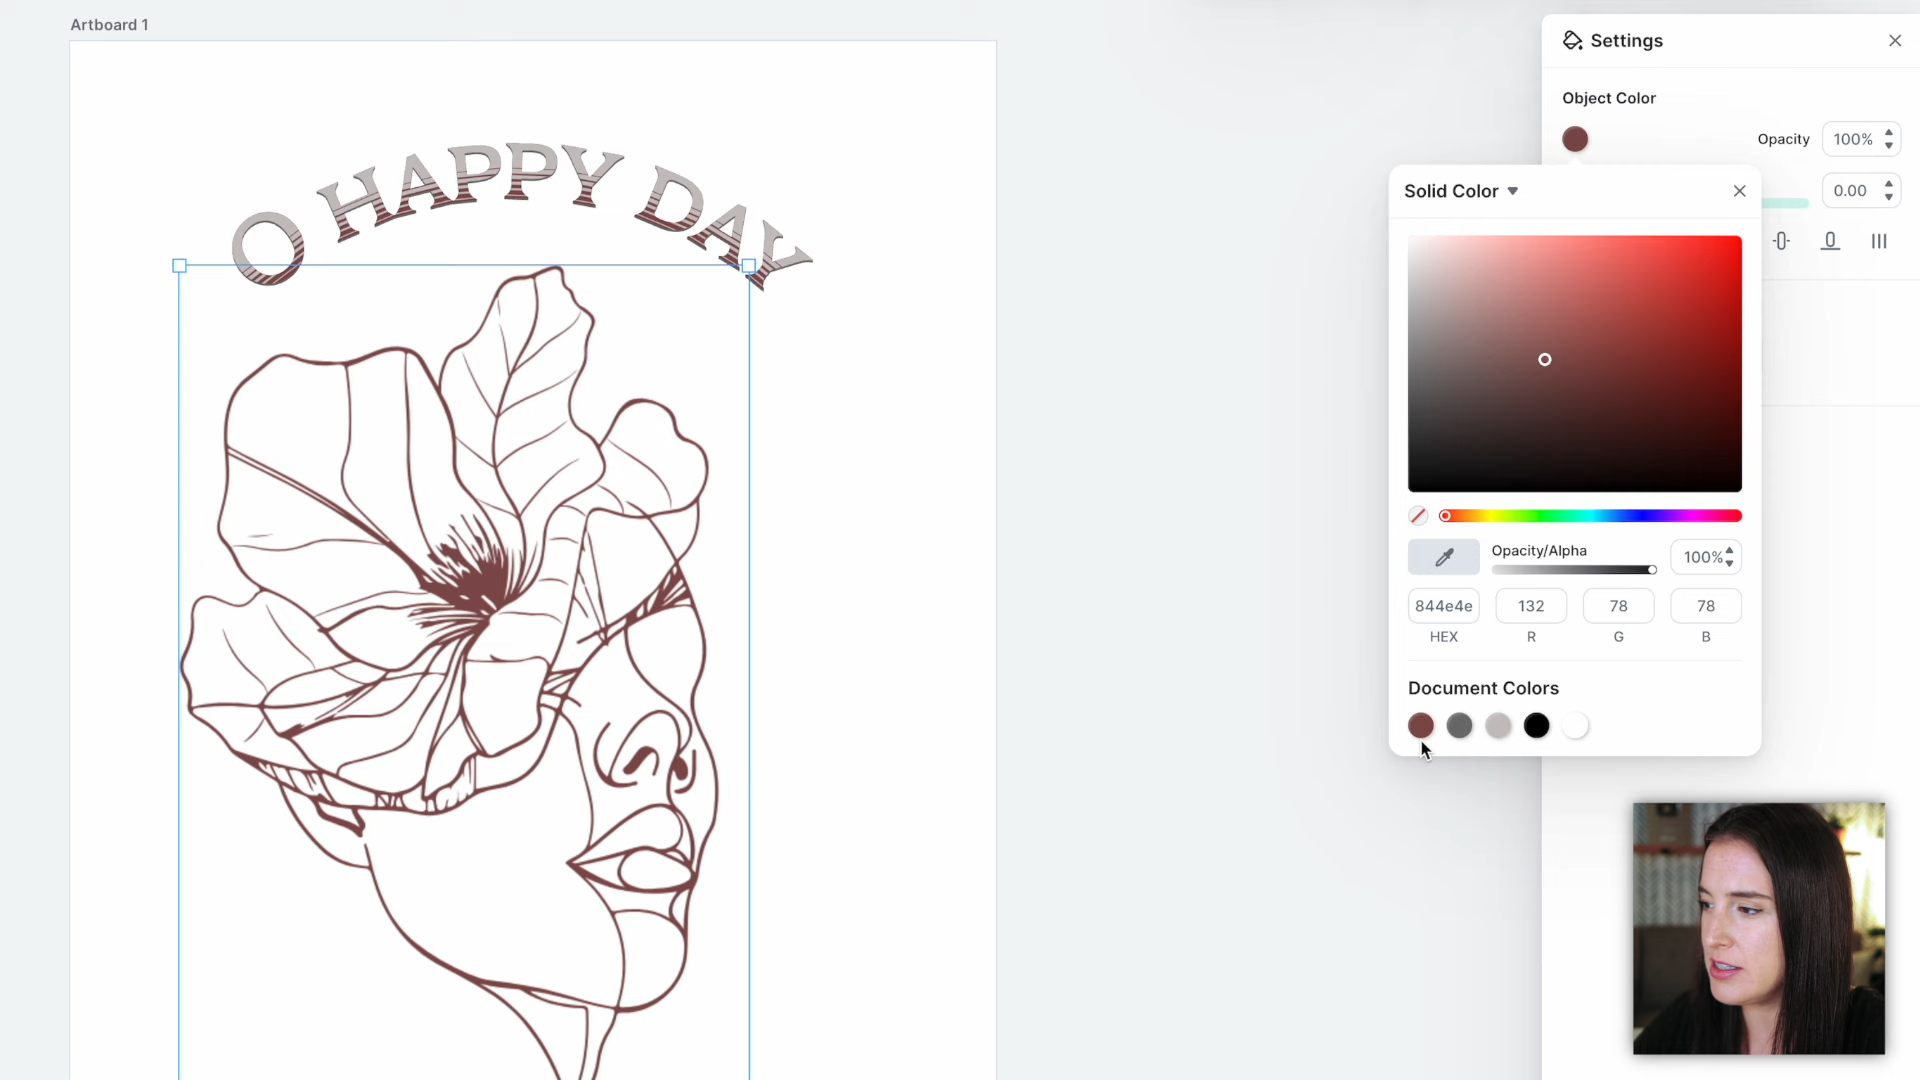 Artboard 1
Settings
Object Color
Opacity 100%
0.00
O HAPPY DAY
Solid Color
Opacity/Alpha
100%
844e4e 132 78 78
HEX R G B
Document Colors